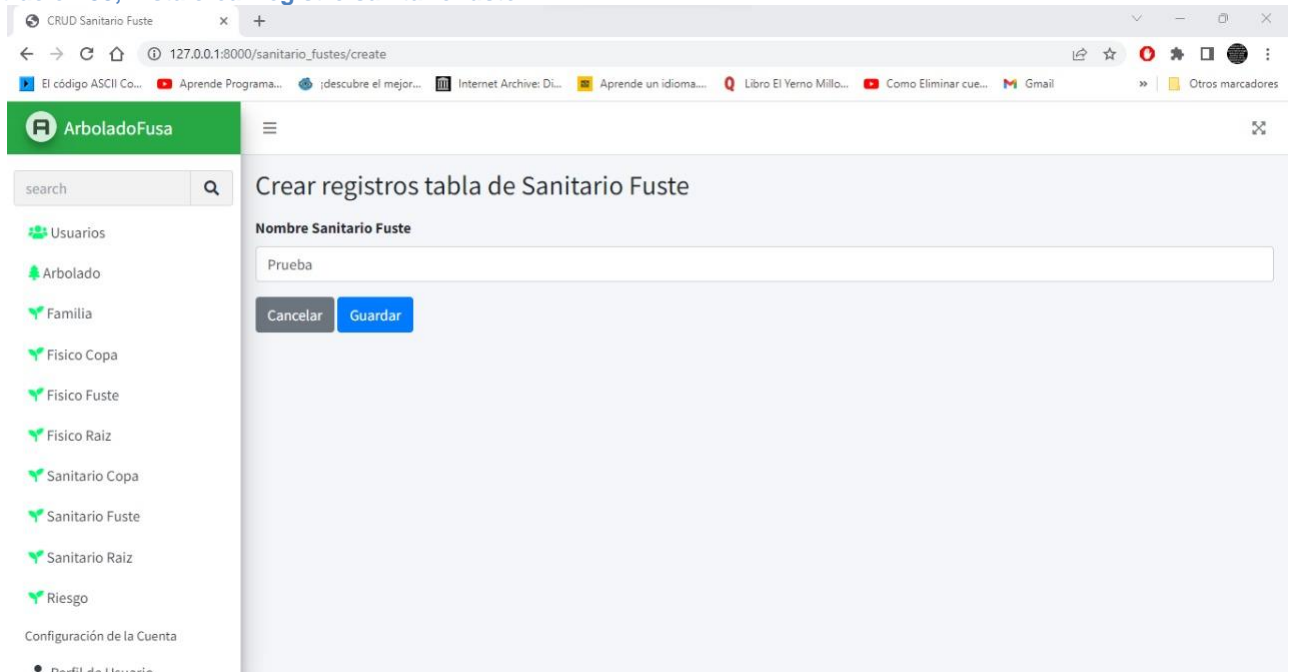 CRUD Sanitario Fuste
127.0.0.1:8000/sanitario_fustes/create
El código ASCII Co... Aprende Programa... ¡descubre el mejor... Internet Archive: Di... Aprende un idioma.... Libro El Yerno Millo... Como Eliminar cue... Gmail » Otros marcadores
ArboladoFusa
search
Usuarios
Arbolado
Familia
Fisico Copa
Fisico Fuste
Fisico Raiz
Sanitario Copa
Sanitario Fuste
Sanitario Raiz
Riesgo
Configuración de la Cuenta
Perfil de Usuario
Crear registros tabla de Sanitario Fuste
Nombre Sanitario Fuste
Prueba
Cancelar Guardar